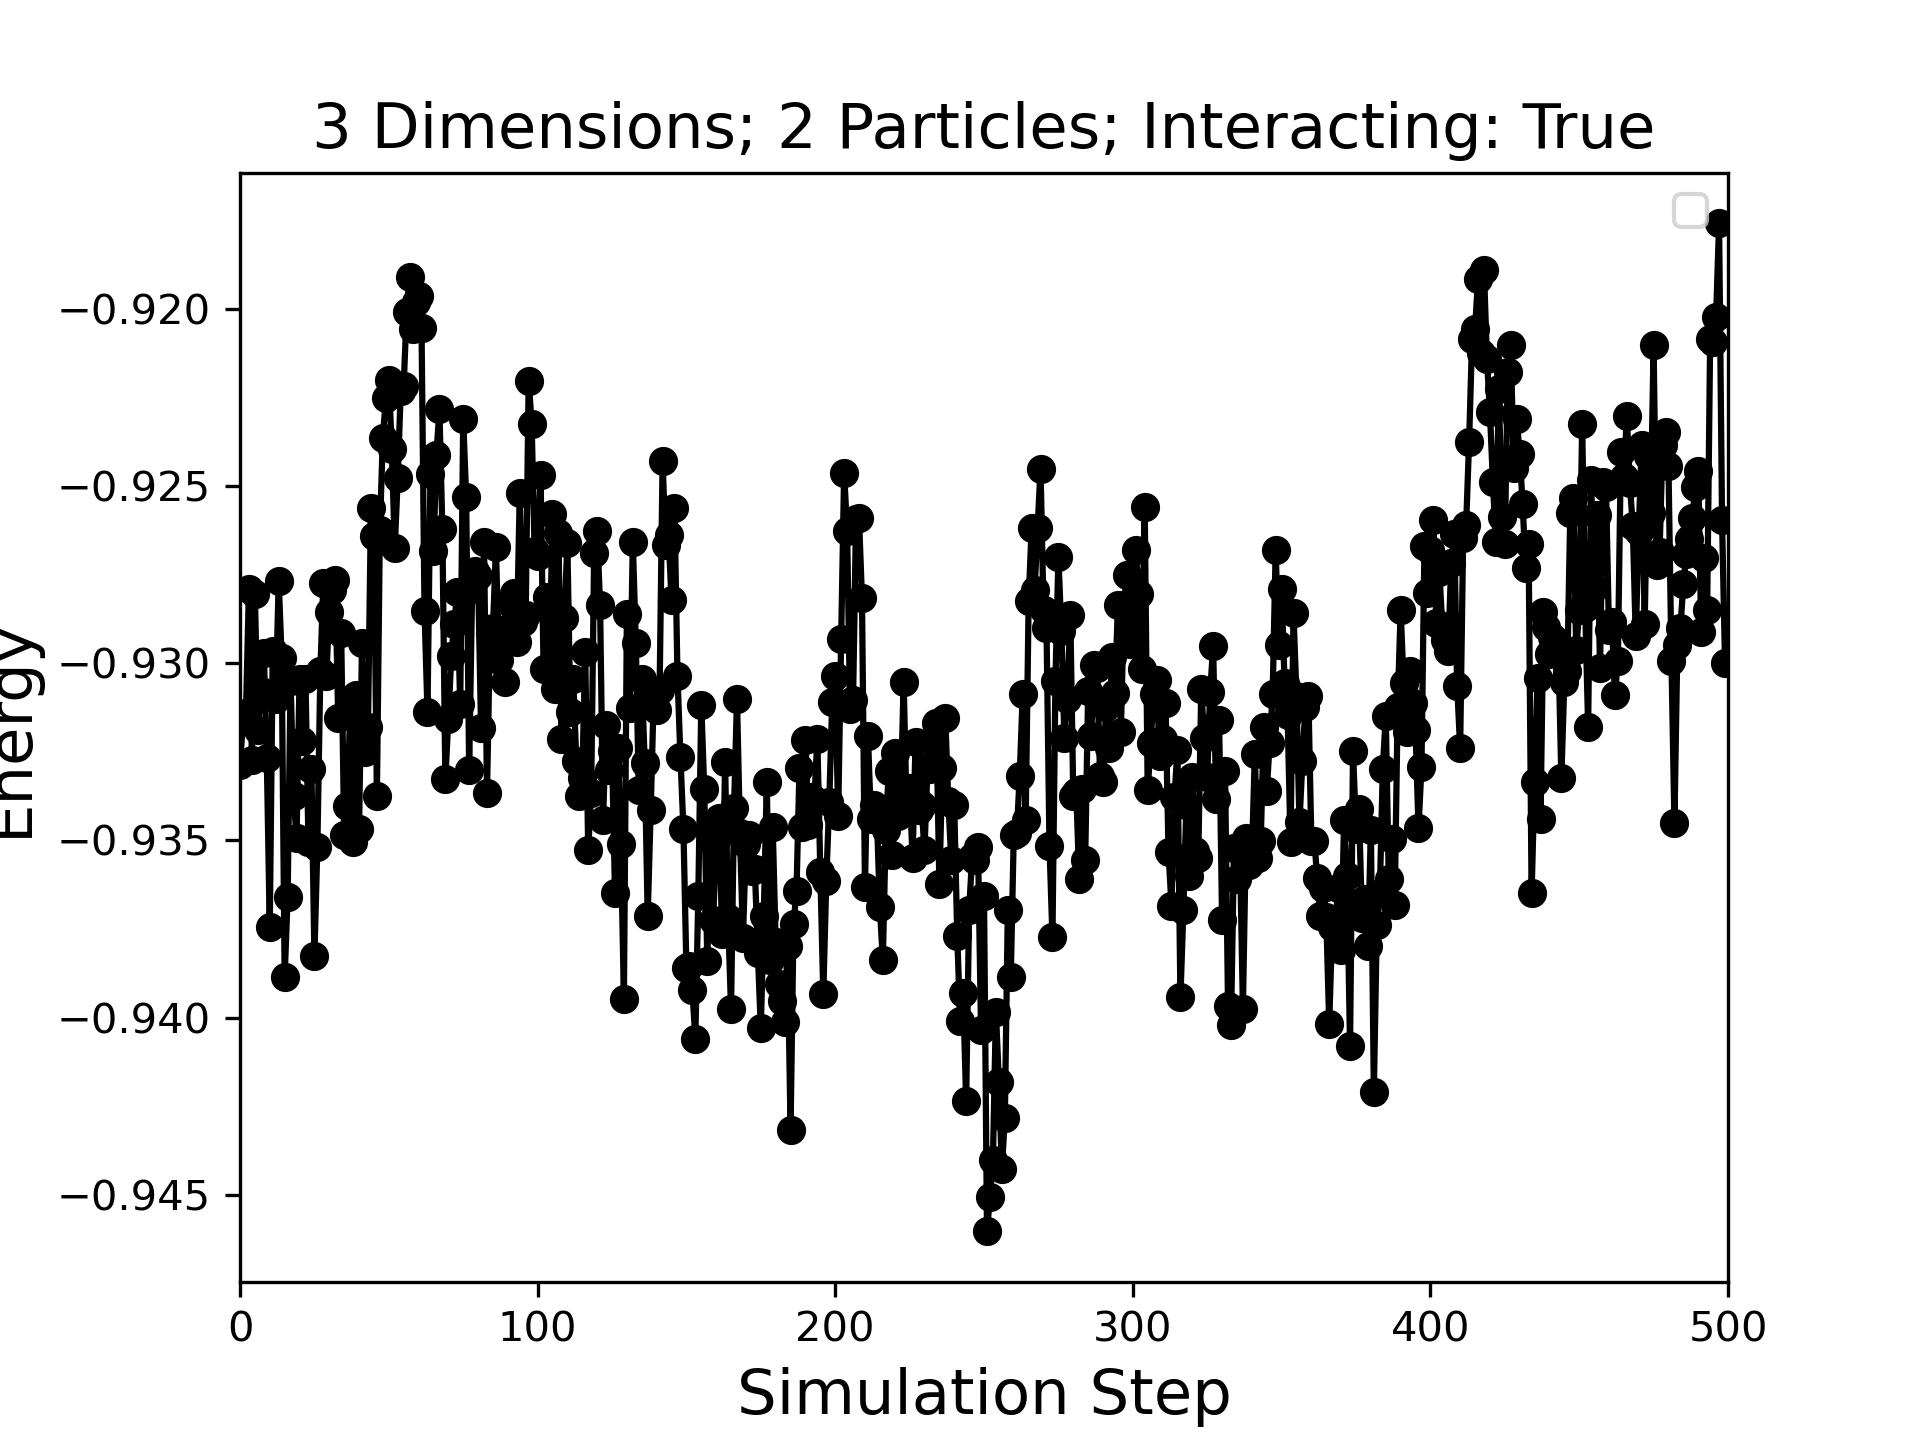 3 Dimensions; 2 Particles; Interacting: True
Energy
−0.920
−0.925
−0.930
−0.935
−0.940
−0.945
0 100 200 300 400 500
Simulation Step